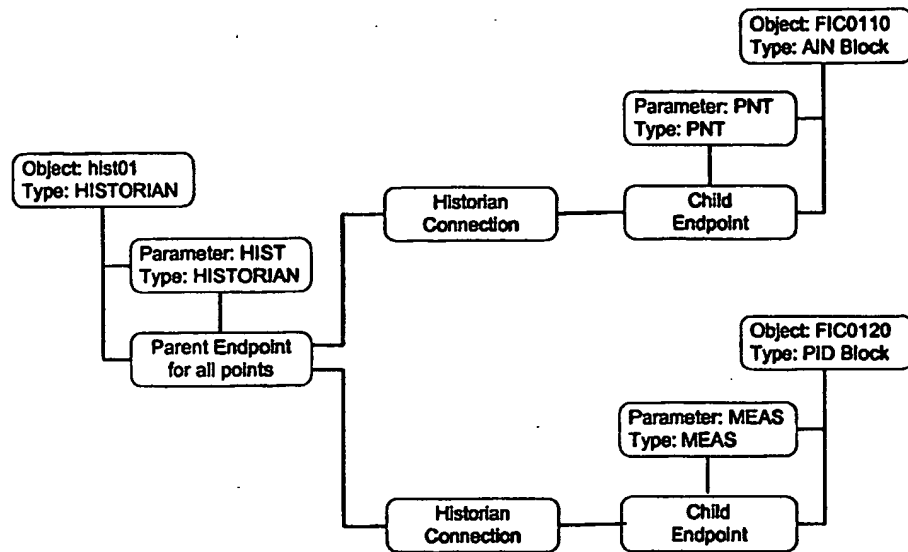 Object: FIC0110
Type: AIN Block
Parameter: PNT
Type: PNT
Object: hist01
Type: HISTORIAN
Historian
Connection
Child
Endpoint
Parameter: HIST
Type: HISTORIAN
Parent Endpoint
for all points
Object: FIC0120
Type: PID Block
Parameter: MEAS
Type: MEAS
Historian
Connection
Child
Endpoint